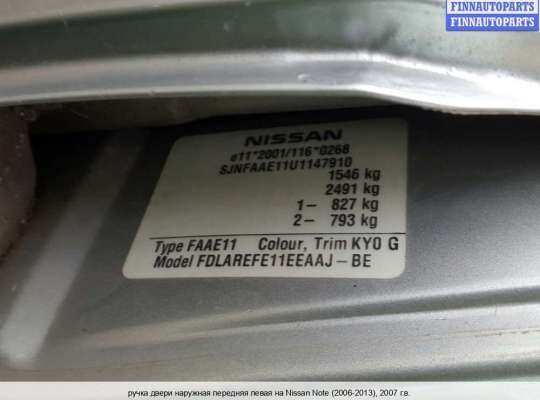 FINNAUTOPARTS
FINNAUTOPARTS
NISSAN
e11*2001/116*0268
SJNFAAE11U1147910
1546 kg
2491 kg
1- 827 kg
2- 793 kg
Type FAAE11 Colour, Trim KY0 G
Model FDLAREFE11EEAAJ-BE
ручка двери наружная передняя левая на Nissan Note (2006-2013), 2007 г.в.